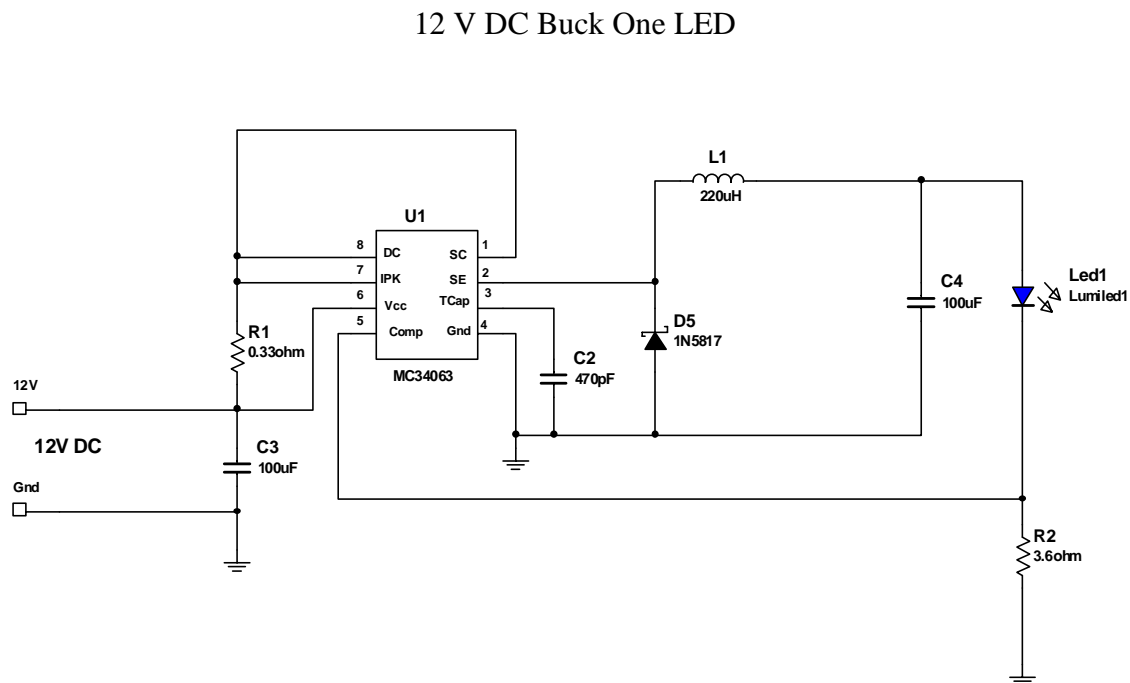 12 V DC Buck One LED
L1
220uH
U1
8
DC
SC
1
7
IPK
SE
2
6
Vcc
TCap
3
5
Comp
Gnd
4
MC34063
R1
0.33ohm
D5
1N5817
C2
470pF
C4
100uF
Led1
Lumiled1
12V
12V DC
C3
100uF
Gnd
R2
3.6ohm